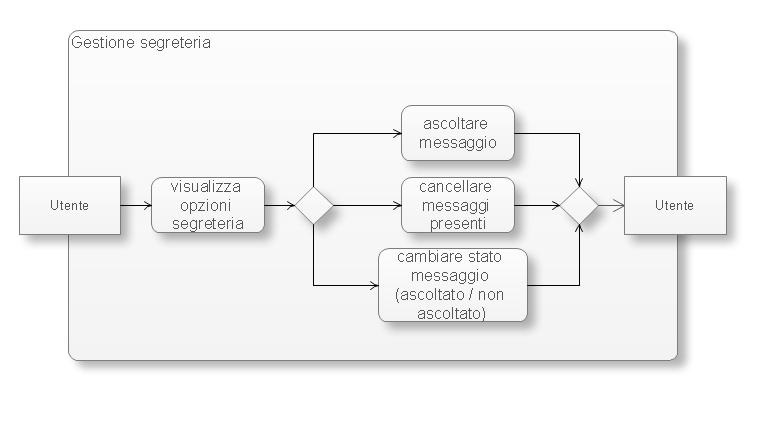 Gestione segreteria
Utente
visualizza
opzioni
segreteria
ascoltare
messaggio
cancellare
messaggi
presenti
cambiare stato
messaggio
(ascoltato / non
ascoltato)
Utente